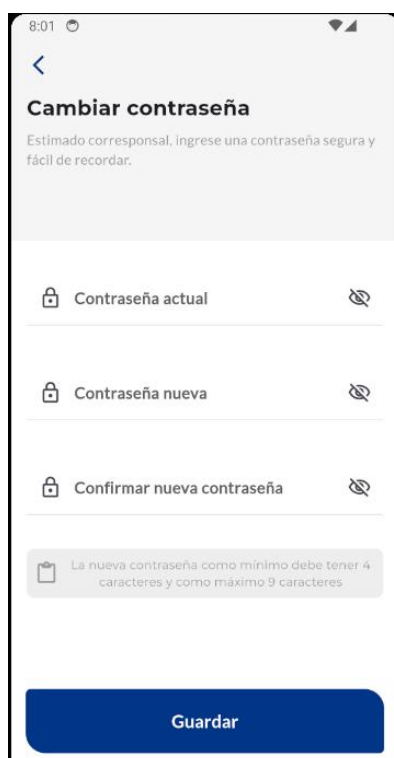 8:01
Cambiar contraseña
Estimado corresponsal, ingrese una contraseña segura y
fácil de recordar.
Contraseña actual
Contraseña nueva
Confirmar nueva contraseña
La nueva contraseña como mínimo debe tener 4
caracteres y como máximo 9 caracteres
Guardar